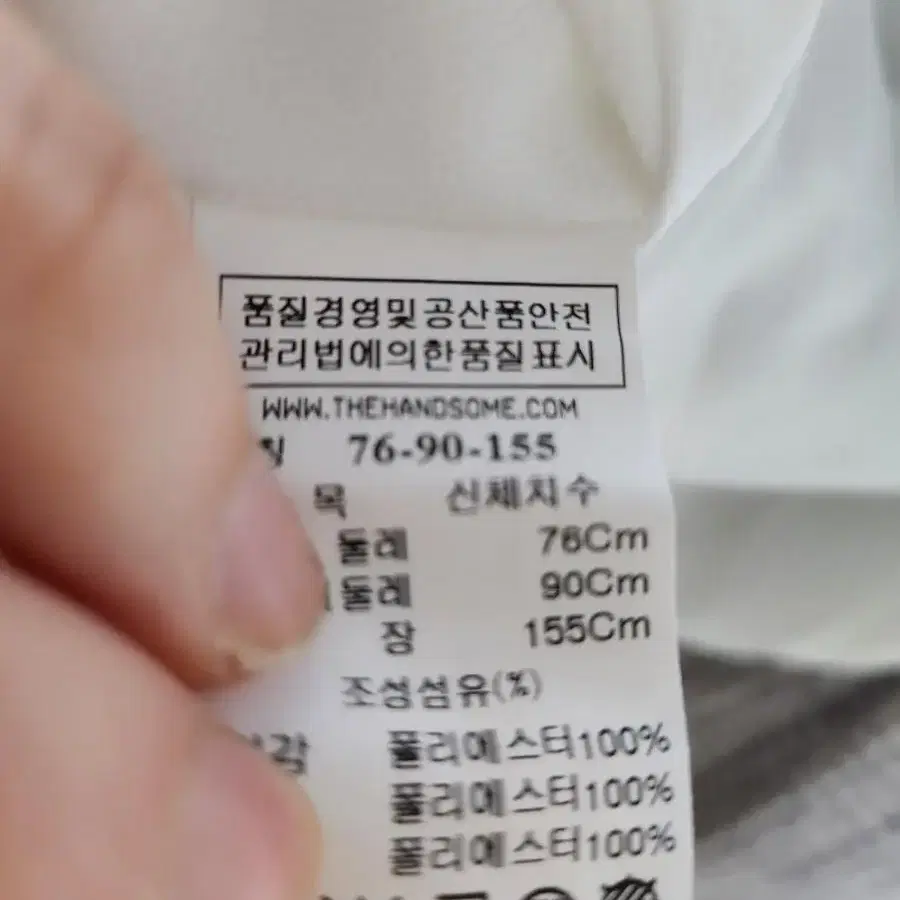 품질경영및공산품안전
관리법에의한품질표시
WWW.THEHANDSOME.COM
76-90-155
목 신체치수
둘레 76Cm
둘레 90Cm
장 155Cm
조성섬유(%)
감 폴리에스터100%
폴리에스터100%
폴리에스터100%